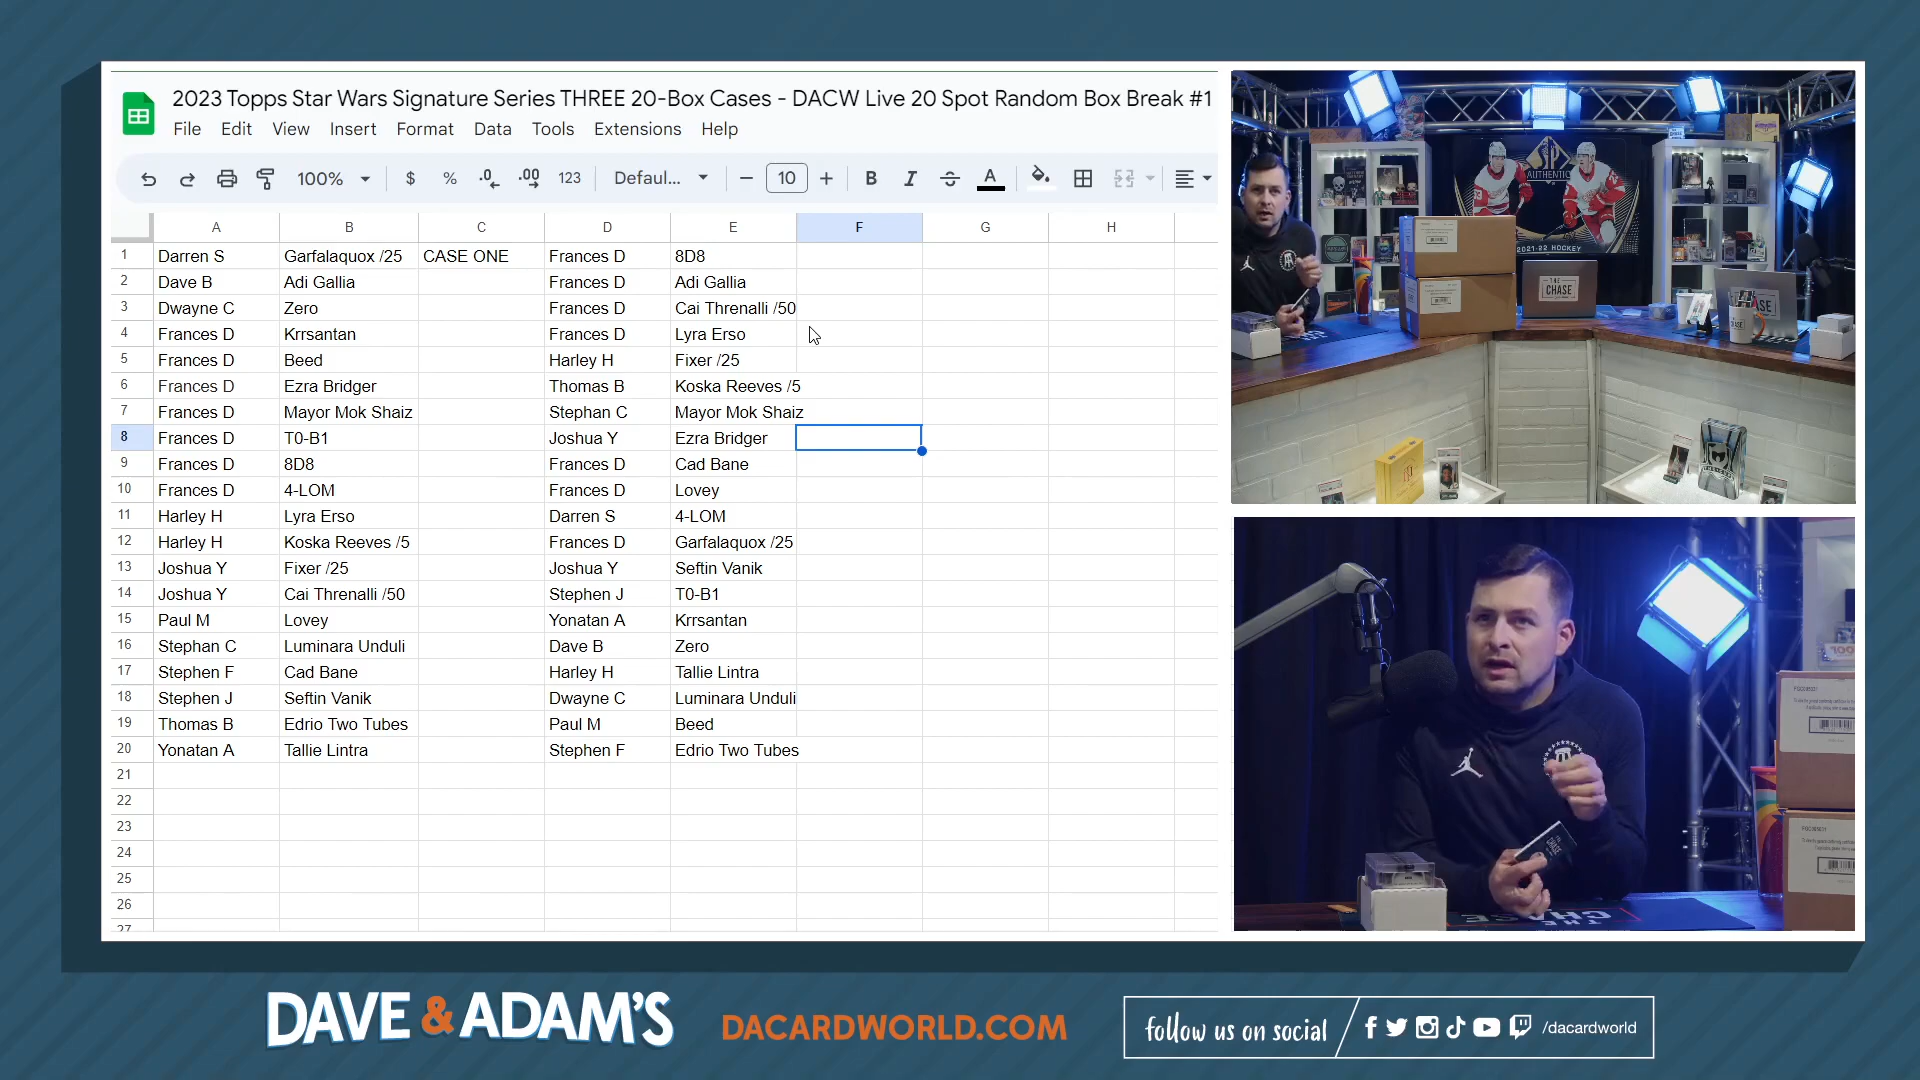 2023 Topps Star Wars Signature Series THREE 20-Box Cases - DACW Live 20 Spot Random Box Break #1
File Edit View Insert Format Data Tools Extensions Help
100% $ % .0 .00 123 Defaul... 10 B I A
A B C D E F G H
1 Darren S Garfalaquox /25 CASE ONE Frances D 8D8
2 Dave B Adi Gallia Frances D Adi Gallia
3 Dwayne C Zero Frances D Cai Threnalli /50
4 Frances D Krrsantan Frances D Lyra Erso
5 Frances D Beed Harley H Fixer /25
6 Frances D Ezra Bridger Thomas B Koska Reeves /5
7 Frances D Mayor Mok Shaiz Stephan C Mayor Mok Shaiz
8 Frances D T0-B1 Joshua Y Ezra Bridger
9 Frances D 8D8 Frances D Cad Bane
10 Frances D 4-LOM Frances D Lovey
11 Harley H Lyra Erso Darren S 4-LOM
12 Harley H Koska Reeves /5 Frances D Garfalaquox /25
13 Joshua Y Fixer /25 Joshua Y Seftin Vanik
14 Joshua Y Cai Threnalli /50 Stephen J T0-B1
15 Paul M Lovey Yonatan A Krrsantan
16 Stephan C Luminara Unduli Dave B Zero
17 Stephen F Cad Bane Harley H Tallie Lintra
18 Stephen J Seftin Vanik Dwayne C Luminara Unduli
19 Thomas B Edrio Two Tubes Paul M Beed
20 Yonatan A Tallie Lintra Stephen F Edrio Two Tubes
21
22
23
24
25
26
27
SP
AUTHENTIC
2021-22 HOCKEY
THE
CHASE
THE
CHASE
DAVE & ADAM'S
DACARDWORLD.COM
follow us on social
/dacardworld